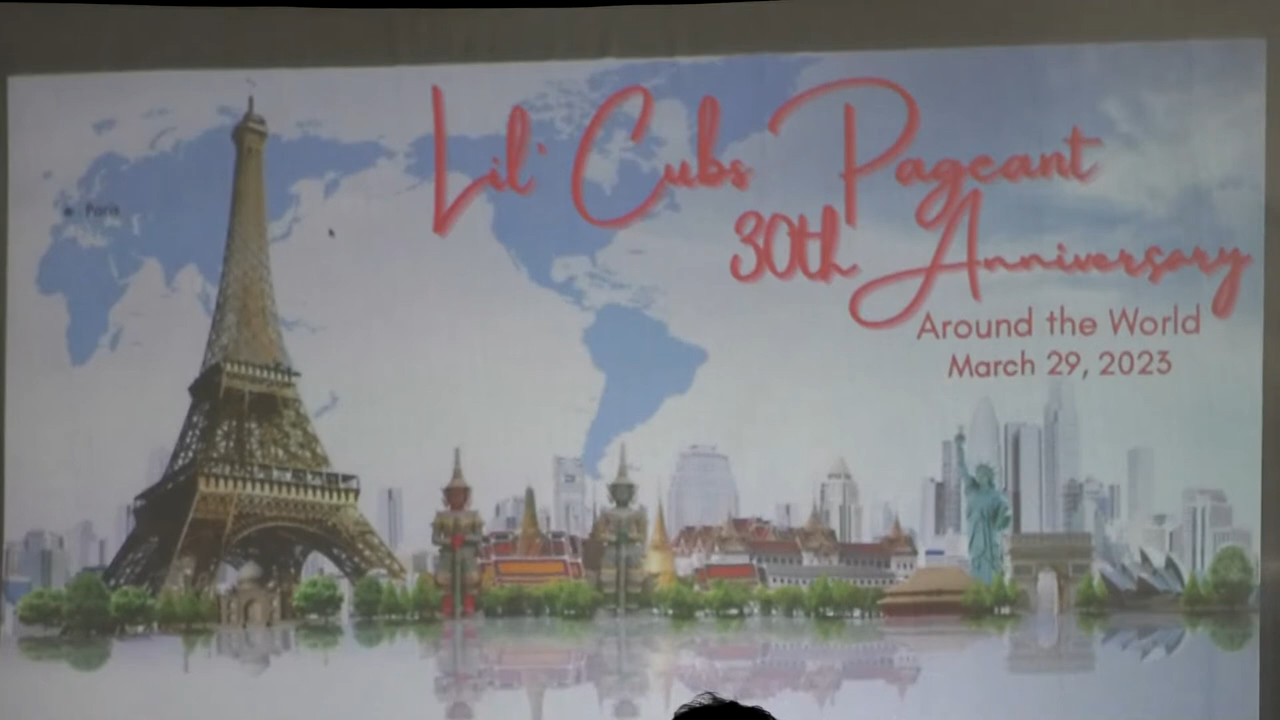 Lil' Cubs Pageant
30th Anniversary
Around the World
March 29, 2023
Paris